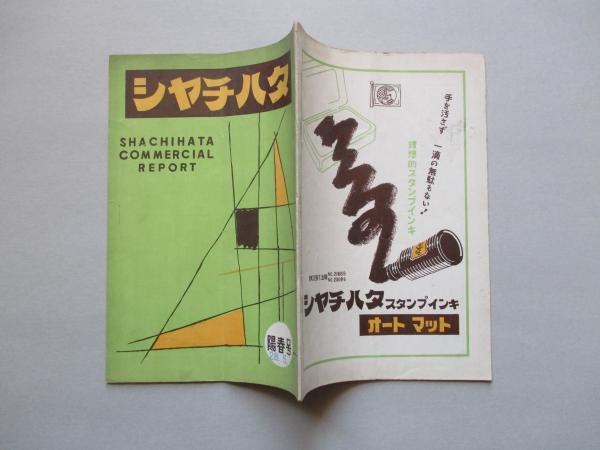 シヤチハタ
SHACHIHATA
COMMERCIAL
REPORT
陽春号
手を汚さず
一滴の無駄もない!
理想的スタンプインキ
シヤチハタスタンプインキ
オート マット